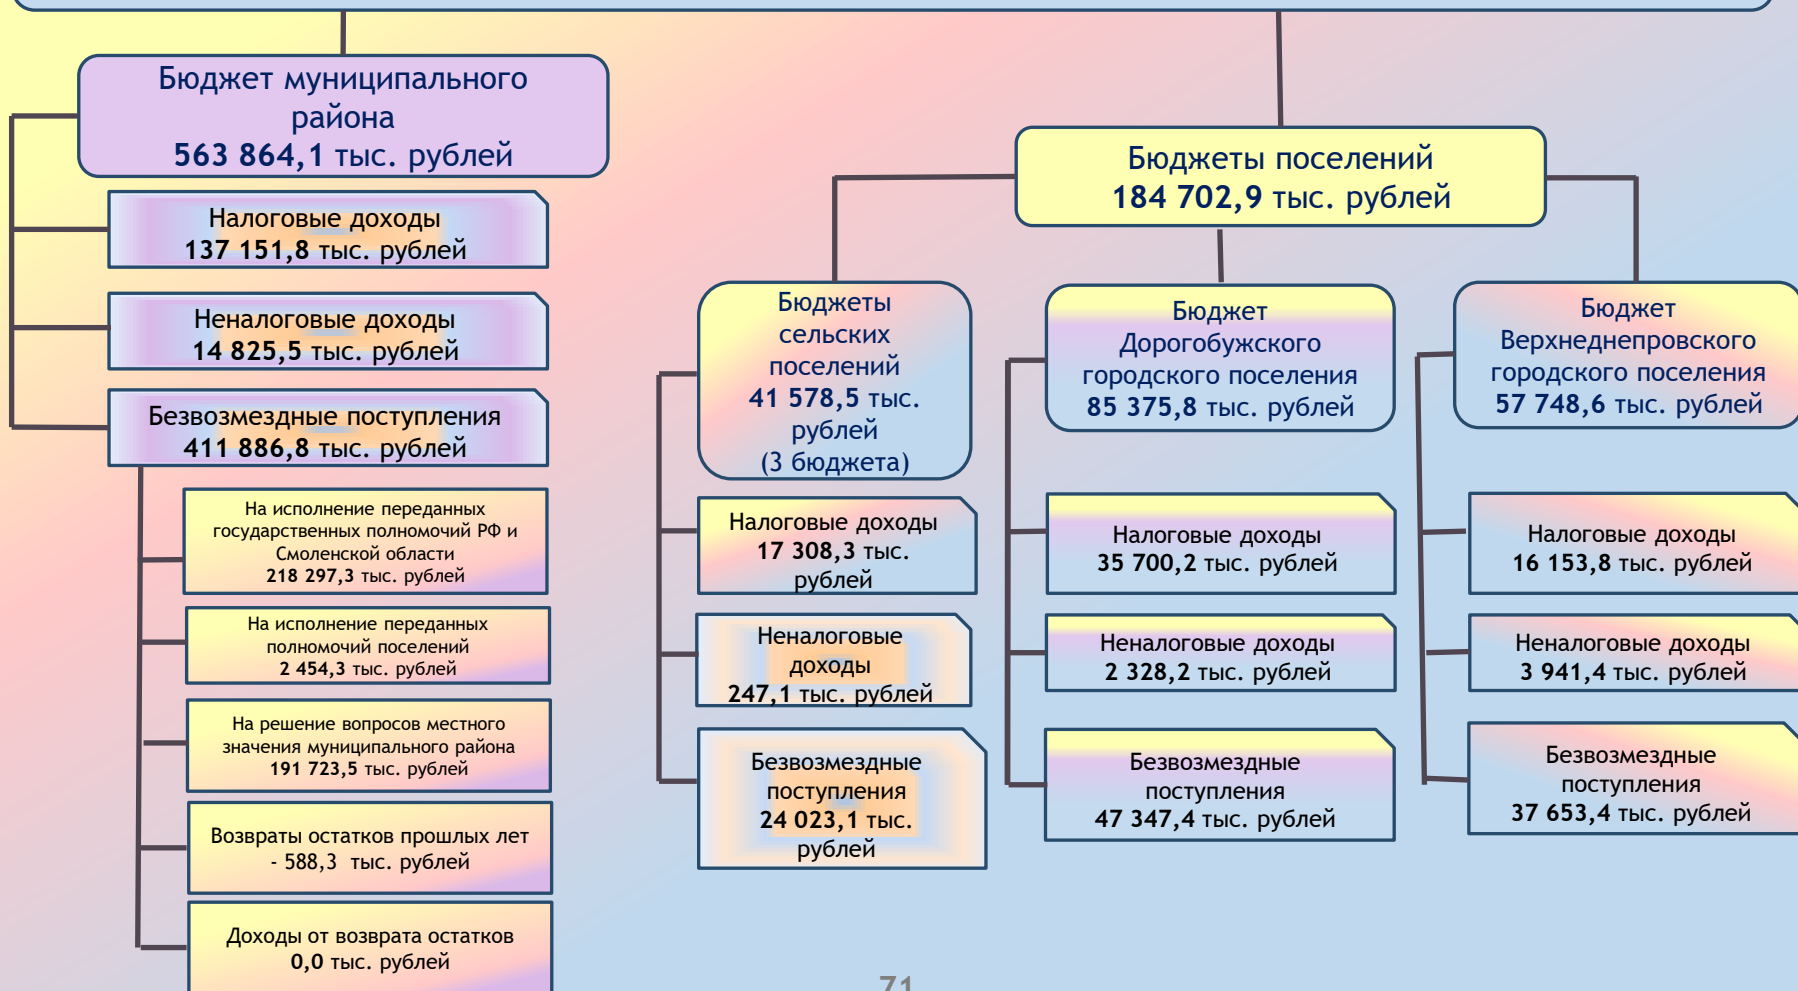 Бюджет муниципального
района
563 864,1 тыс. рублей
Налоговые доходы
137 151,8 тыс. рублей
Неналоговые доходы
14 825,5 тыс. рублей
Безвозмездные поступления
411 886,8 тыс. рублей
На исполнение переданных
государственных полномочий РФ и
Смоленской области
218 297,3 тыс. рублей
На исполнение переданных
полномочий поселений
2 454,3 тыс. рублей
На решение вопросов местного
значения муниципального района
191 723,5 тыс. рублей
Возвраты остатков прошлых лет
- 588,3 тыс. рублей
Доходы от возврата остатков
0,0 тыс. рублей
Бюджеты поселений
184 702,9 тыс. рублей
Бюджеты
сельских
поселений
41 578,5 тыс.
рублей
(3 бюджета)
Налоговые доходы
17 308,3 тыс.
рублей
Неналоговые
доходы
247,1 тыс. рублей
Безвозмездные
поступления
24 023,1 тыс.
рублей
Бюджет
Дорогобужского
городского поселения
85 375,8 тыс. рублей
Налоговые доходы
35 700,2 тыс. рублей
Неналоговые доходы
2 328,2 тыс. рублей
Безвозмездные
поступления
47 347,4 тыс. рублей
Бюджет
Верхнеднепровского
городского поселения
57 748,6 тыс. рублей
Налоговые доходы
16 153,8 тыс. рублей
Неналоговые доходы
3 941,4 тыс. рублей
Безвозмездные
поступления
37 653,4 тыс. рублей
71